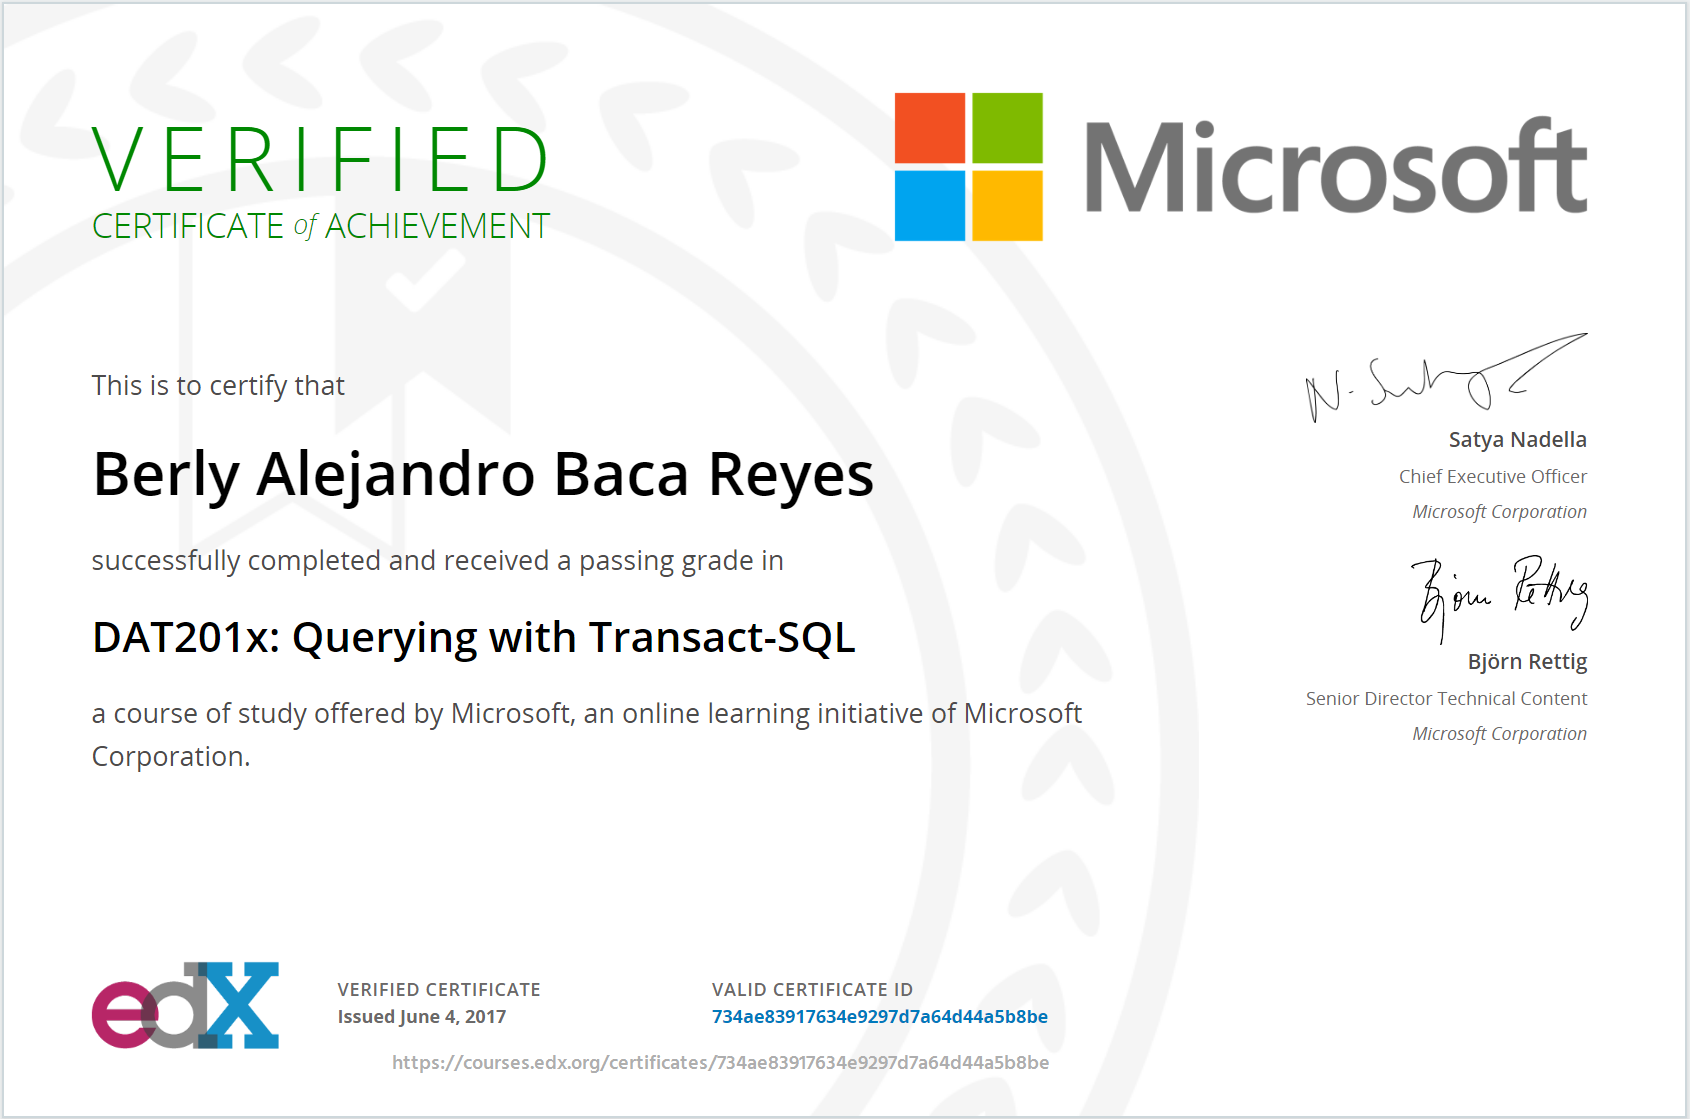 VERIFIED
CERTIFICATE of ACHIEVEMENT
Microsoft
This is to certify that
Berly Alejandro Baca Reyes
successfully completed and received a passing grade in
DAT201x: Querying with Transact-SQL
a course of study offered by Microsoft, an online learning initiative of Microsoft
Corporation.
N. Satya
Satya Nadella
Chief Executive Officer
Microsoft Corporation
Björn Rettig
Björn Rettig
Senior Director Technical Content
Microsoft Corporation
edX
VERIFIED CERTIFICATE
Issued June 4, 2017
VALID CERTIFICATE ID
734ae83917634e9297d7a64d44a5b8be
https://courses.edx.org/certificates/734ae83917634e9297d7a64d44a5b8be